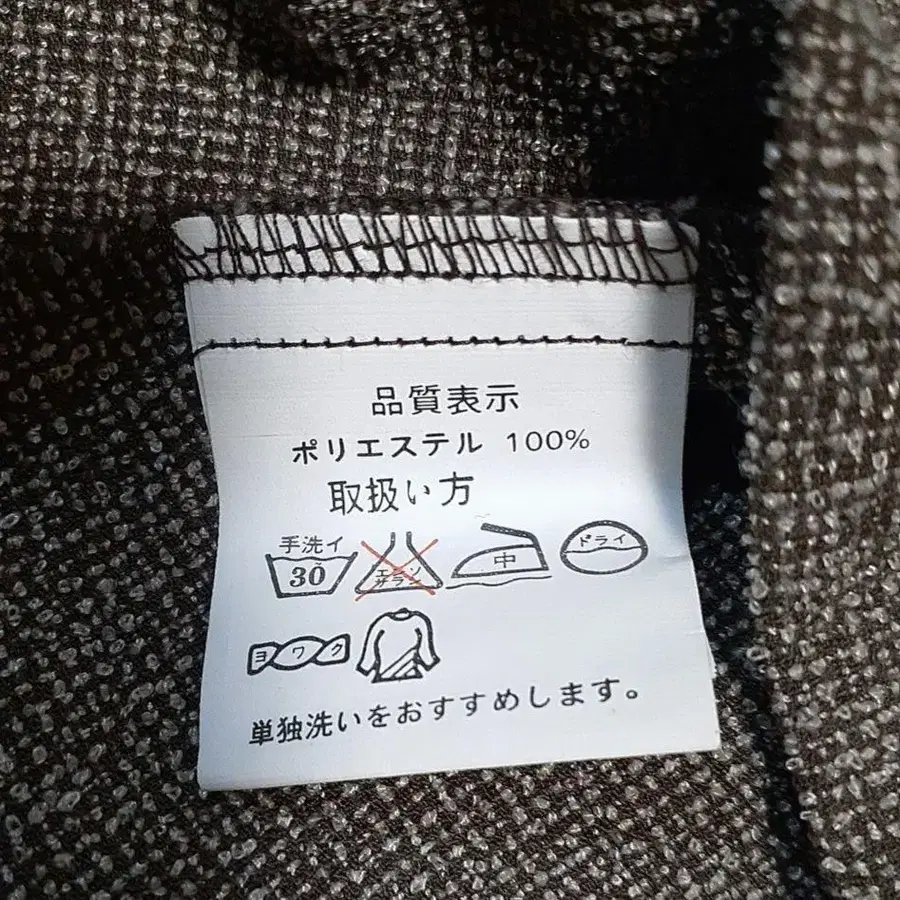 品質表示
ポリエステル 100%
取扱い方
手洗イ
30
エンソ
サラシ
中
ドライ
ヨワク
単独洗いをおすすめします。